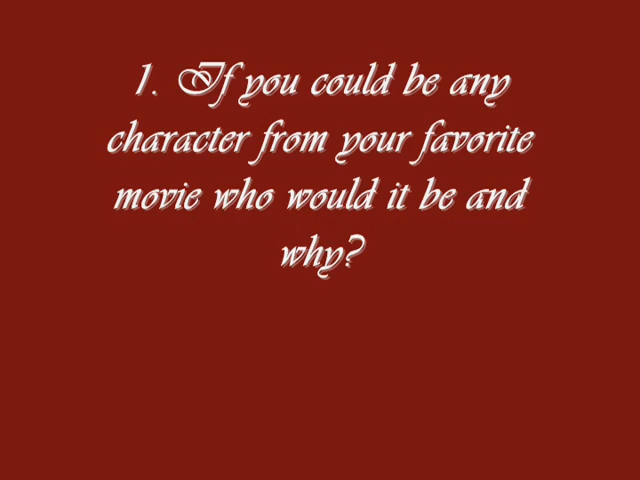 1. If you could be any
character from your favorite
movie who would it be and
why?